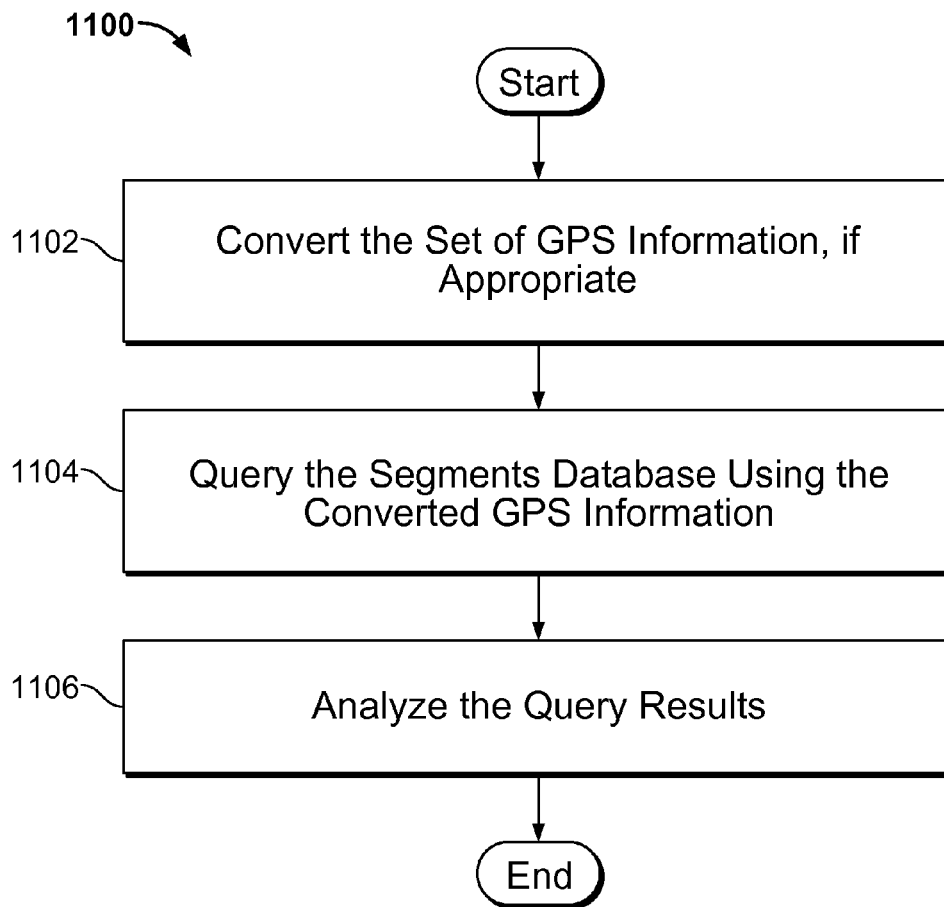 1100
Start
1102
Convert the Set of GPS Information, if
Appropriate
1104
Query the Segments Database Using the
Converted GPS Information
1106
Analyze the Query Results
End